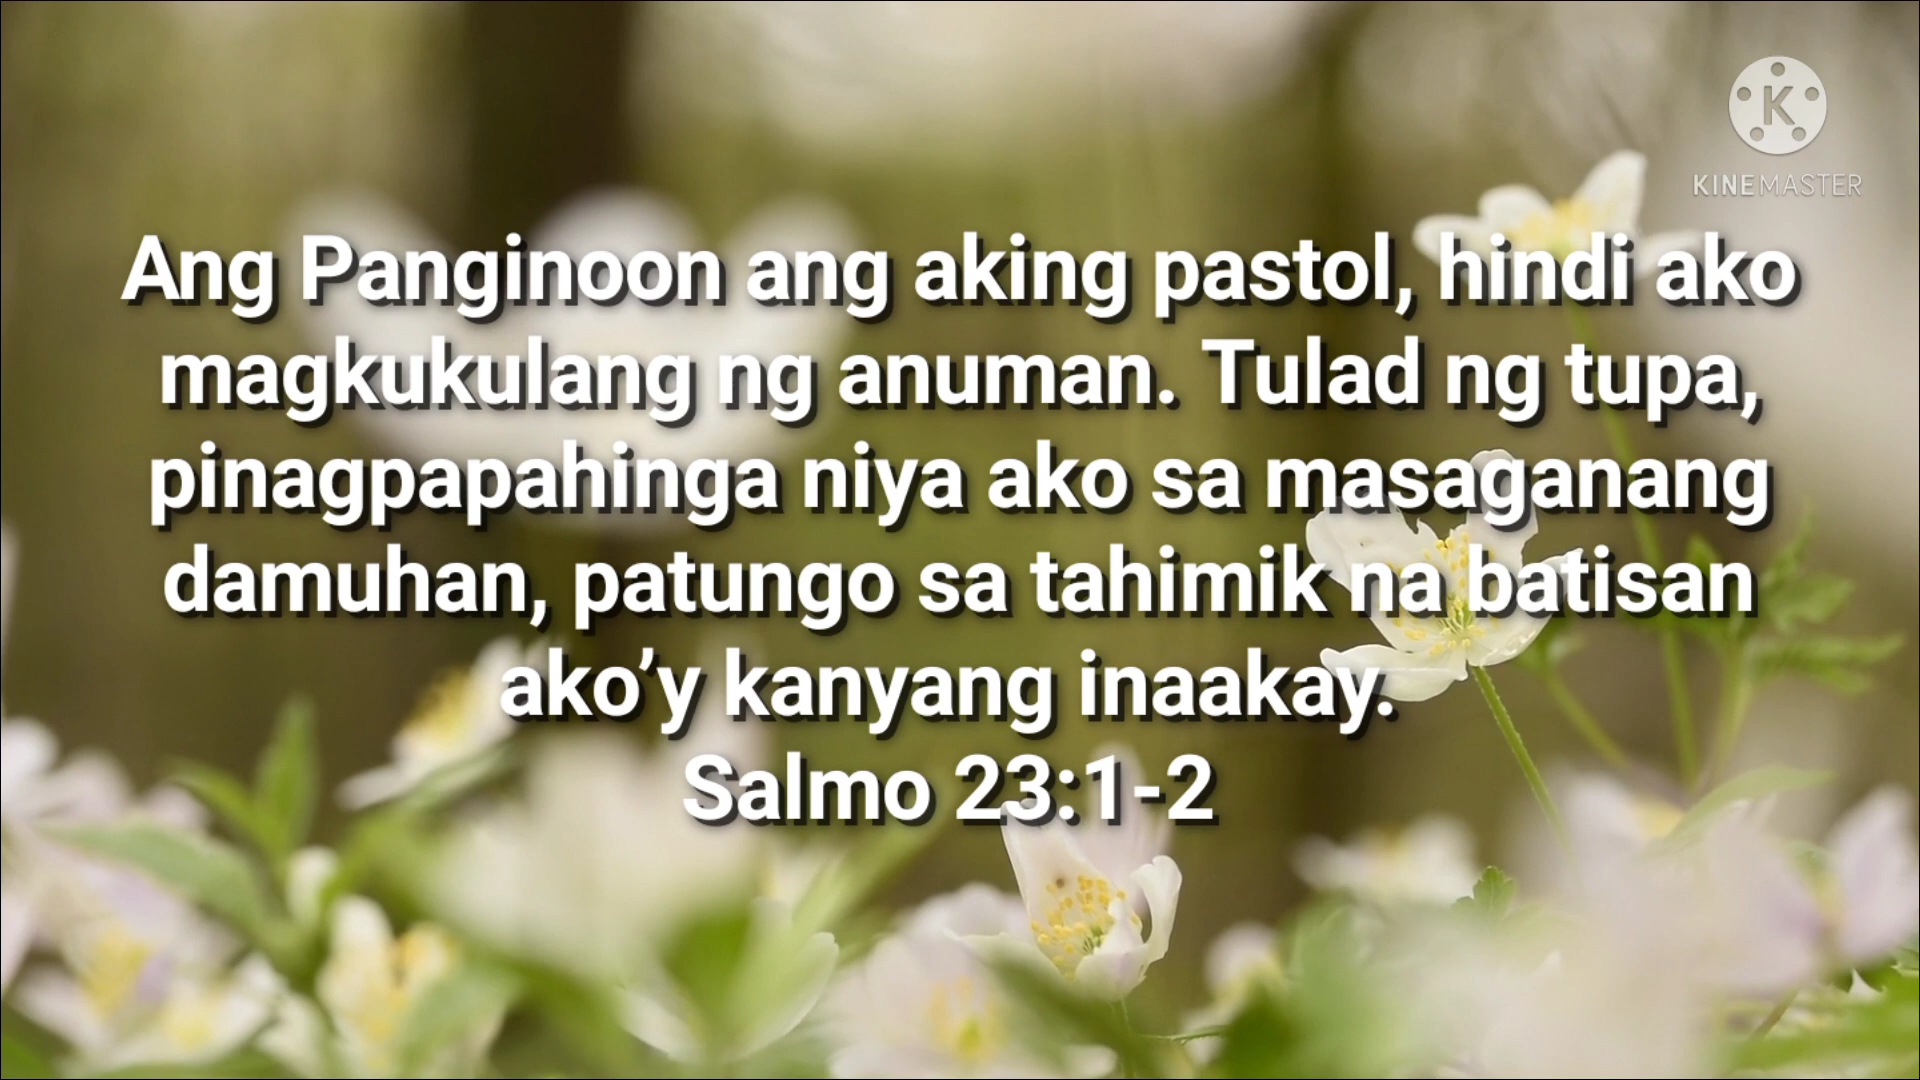 K
KINEMASTER
Ang Panginoon ang aking pastol, hindi ako
magkukulang ng anuman. Tulad ng tupa,
pinagpapahinga niya ako sa masaganang
damuhan, patungo sa tahimik na batisan
ako’y kanyang inaakay.
Salmo 23:1-2